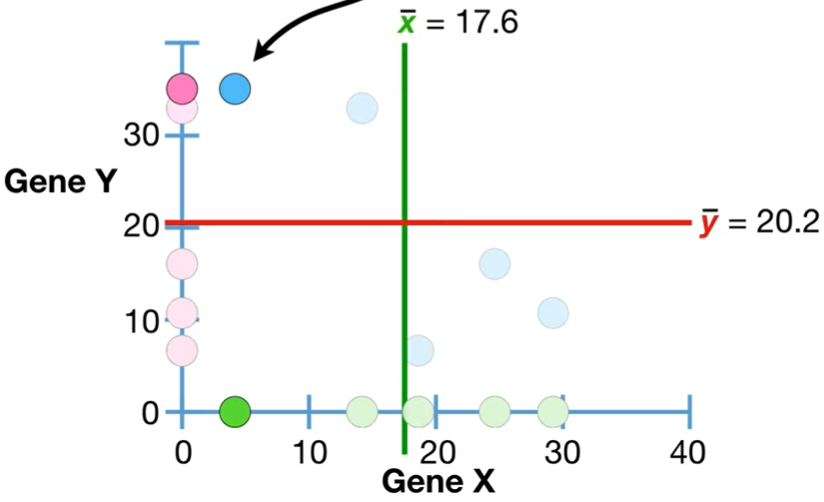 x̄ = 17.6
30
Gene Y
20
ȳ = 20.2
10
0
0 10 20 30 40
Gene X